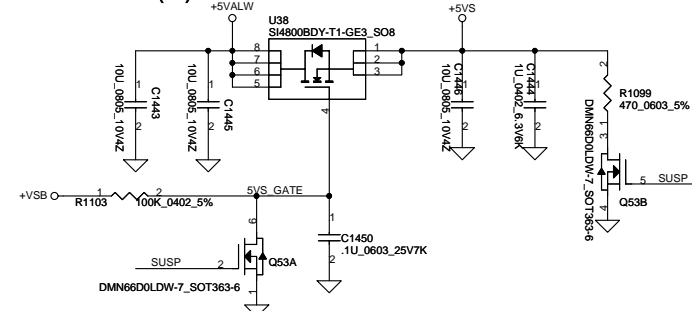 +5VALW
+5VS
U38
SI4800BDY-T1-GE3_SO8
8
7
6
5
1
2
3
4
10U_0805_10V4Z
1
2
C1443
10U_0805_10V4Z
1
2
C1445
10U_0805_10V4Z
1
2
C1446
1U_0402_6.3V6K
1
2
C1444
2
R1099
470_0603_5%
1
DMN66D0LDW-7_SOT363-6
3
5
SUSP
Q53B
4
+VSB
1
2
R1103
100K_0402_5%
5VS_GATE
6
SUSP
2
Q53A
DMN66D0LDW-7_SOT363-6
1
1
C1450
.1U_0603_25V7K
2